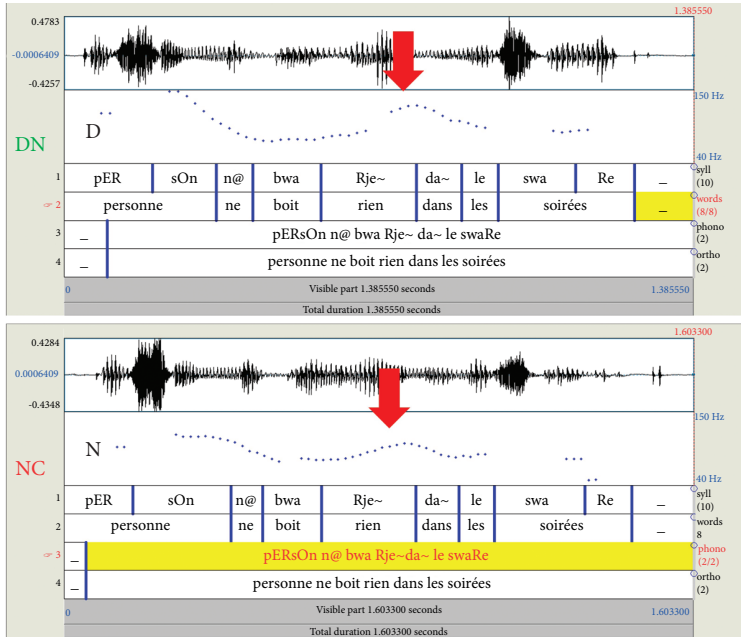 1.385550
0.4783
-0.0006409
-0.4257
150 Hz
DN
D
40 Hz
1 pER sOn n@ bwa Rje~ da~ le swa Re _ syll (10)
☞ 2 personne ne boit rien dans les soirées _ words (8/8)
3 _ pERsOn n@ bwa Rje~ da~ le swaRe phono (2)
4 _ personne ne boit rien dans les soirées ortho (2)
0 Visible part 1.385550 seconds 1.385550
Total duration 1.385550 seconds
1.603300
0.4284
0.0006409
-0.4348
150 Hz
NC
N
40 Hz
1 pER sOn n@ bwa Rje~ da~ le swa Re _ syll (10)
2 personne ne boit rien dans les soirées _ words 8
☞ 3 _ pERsOn n@ bwa Rje~da~ le swaRe phono (2/2)
4 _ personne ne boit rien dans les soirées ortho (2)
0 Visible part 1.603300 seconds 1.603300
Total duration 1.603300 seconds